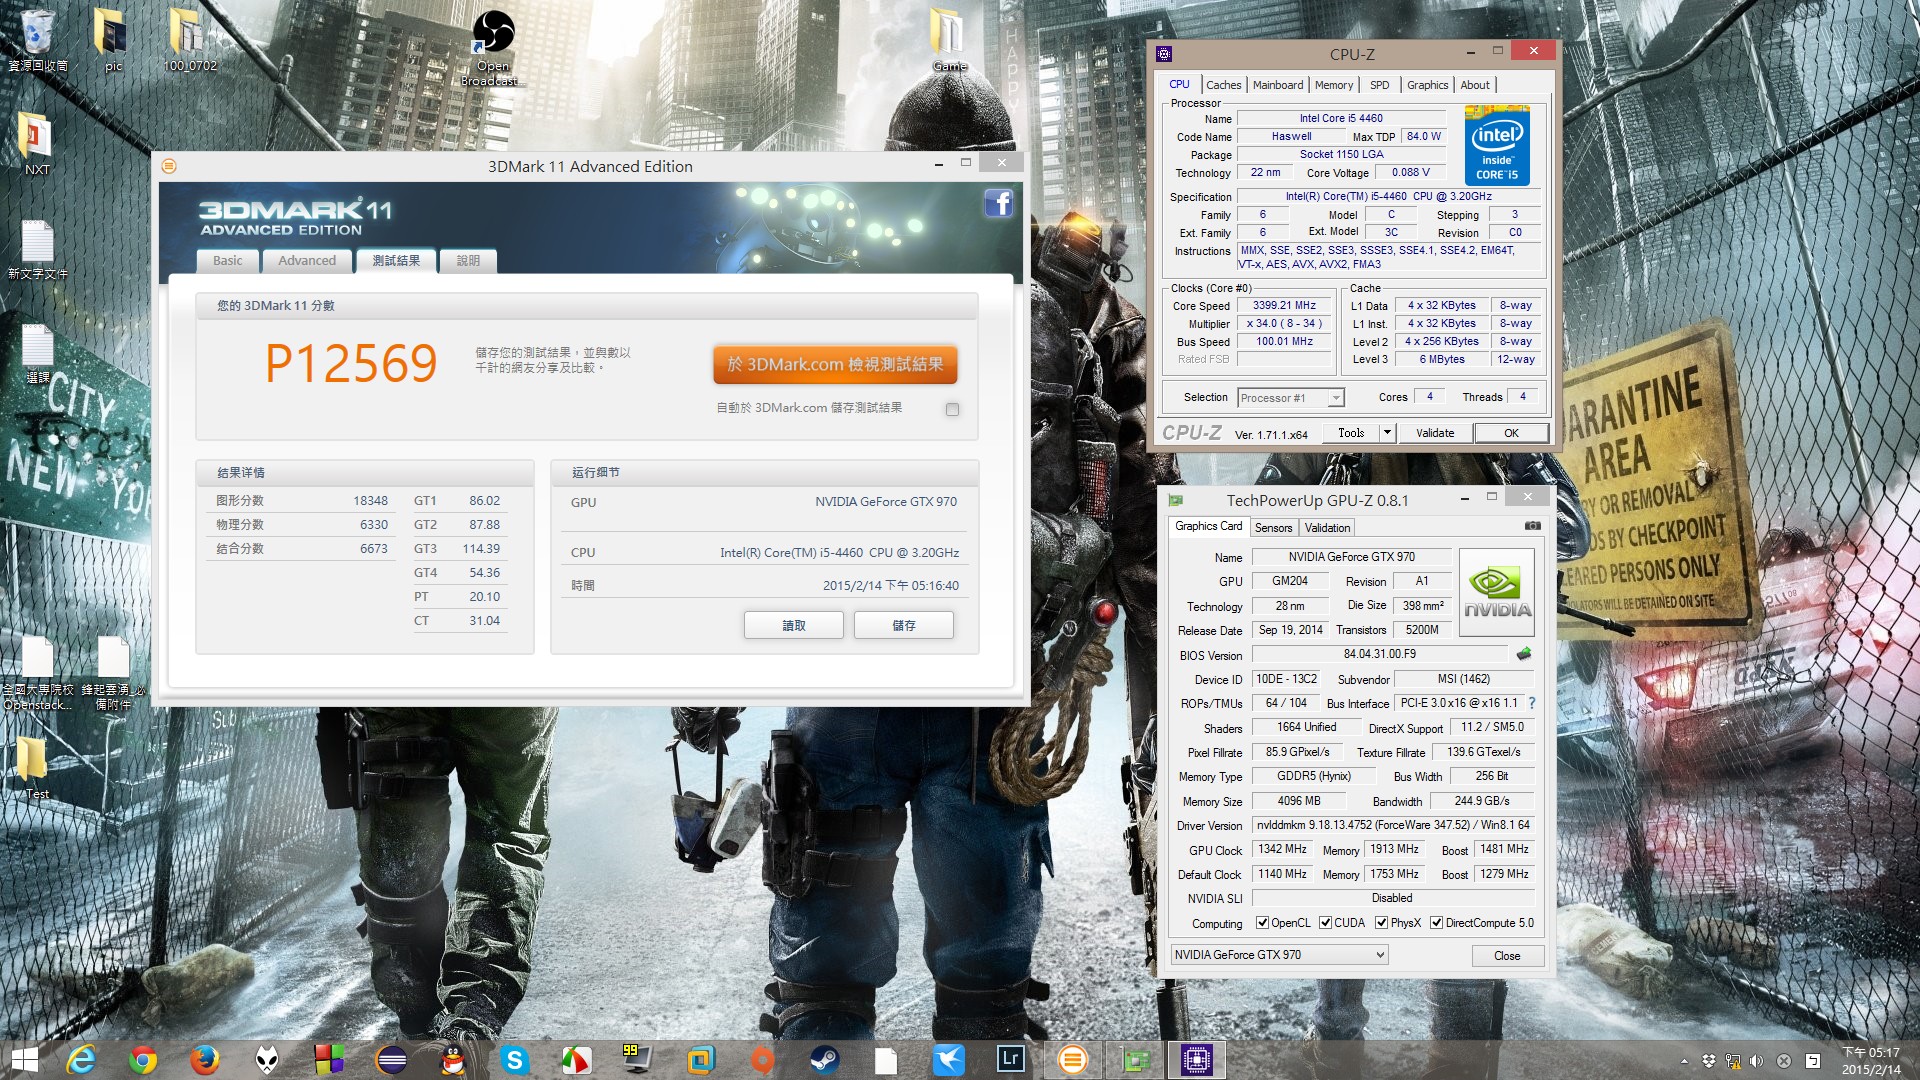 資源回收筒
pic
100_0702
Open
Broadcast...
Game
NXT
新文字文件
選課
全國大專院校
Openstack...
鋒起雲湧_必
備附件
Test
3DMark 11 Advanced Edition
3DMARK 11
ADVANCED EDITION
Basic
Advanced
測試結果
說明
您的 3DMark 11 分數
P12569
儲存您的測試結果，並與數以
千計的網友分享及比較。
於 3DMark.com 檢視測試結果
自動於 3DMark.com 儲存測試結果
结果详情
图形分数 18348
物理分数 6330
结合分数 6673
GT1 86.02
GT2 87.88
GT3 114.39
GT4 54.36
PT 20.10
CT 31.04
运行细节
GPU NVIDIA GeForce GTX 970
CPU Intel(R) Core(TM) i5-4460 CPU @ 3.20GHz
時間 2015/2/14 下午 05:16:40
讀取
儲存
CPU-Z
CPU Caches Mainboard Memory SPD Graphics About
Processor
Name Intel Core i5 4460
Code Name Haswell Max TDP 84.0 W
Package Socket 1150 LGA
Technology 22 nm Core Voltage 0.088 V
intel
inside™
CORE™i5
Specification Intel(R) Core(TM) i5-4460 CPU @ 3.20GHz
Family 6 Model C Stepping 3
Ext. Family 6 Ext. Model 3C Revision C0
Instructions MMX, SSE, SSE2, SSE3, SSSE3, SSE4.1, SSE4.2, EM64T,
VT-x, AES, AVX, AVX2, FMA3
Clocks (Core #0)
Core Speed 3399.21 MHz
Multiplier x 34.0 ( 8 - 34 )
Bus Speed 100.01 MHz
Rated FSB
Cache
L1 Data 4 x 32 KBytes 8-way
L1 Inst. 4 x 32 KBytes 8-way
Level 2 4 x 256 KBytes 8-way
Level 3 6 MBytes 12-way
Selection Processor #1 Cores 4 Threads 4
CPU-Z Ver. 1.71.1.x64 Tools Validate OK
TechPowerUp GPU-Z 0.8.1
Graphics Card Sensors Validation
Name NVIDIA GeForce GTX 970
GPU GM204 Revision A1
Technology 28 nm Die Size 398 mm²
Release Date Sep 19, 2014 Transistors 5200M
NVIDIA
BIOS Version 84.04.31.00.F9
Device ID 10DE - 13C2 Subvendor MSI (1462)
ROPs/TMUs 64 / 104 Bus Interface PCI-E 3.0 x16 @ x16 1.1 ?
Shaders 1664 Unified DirectX Support 11.2 / SM5.0
Pixel Fillrate 85.9 GPixel/s Texture Fillrate 139.6 GTexel/s
Memory Type GDDR5 (Hynix) Bus Width 256 Bit
Memory Size 4096 MB Bandwidth 244.9 GB/s
Driver Version nvlddmkm 9.18.13.4752 (ForceWare 347.52) / Win8.1 64
GPU Clock 1342 MHz Memory 1913 MHz Boost 1481 MHz
Default Clock 1140 MHz Memory 1753 MHz Boost 1279 MHz
NVIDIA SLI Disabled
Computing OpenCL CUDA PhysX DirectCompute 5.0
NVIDIA GeForce GTX 970 Close
HAPPY
CITY
NEW YO
ARANTINE
AREA
BY OR REMOVAL
DS BY CHECKPOINT
EARED PERSONS ONLY
WILL BE DETAINED ON SITE
99
Lr
下午 05:17
2015/2/14